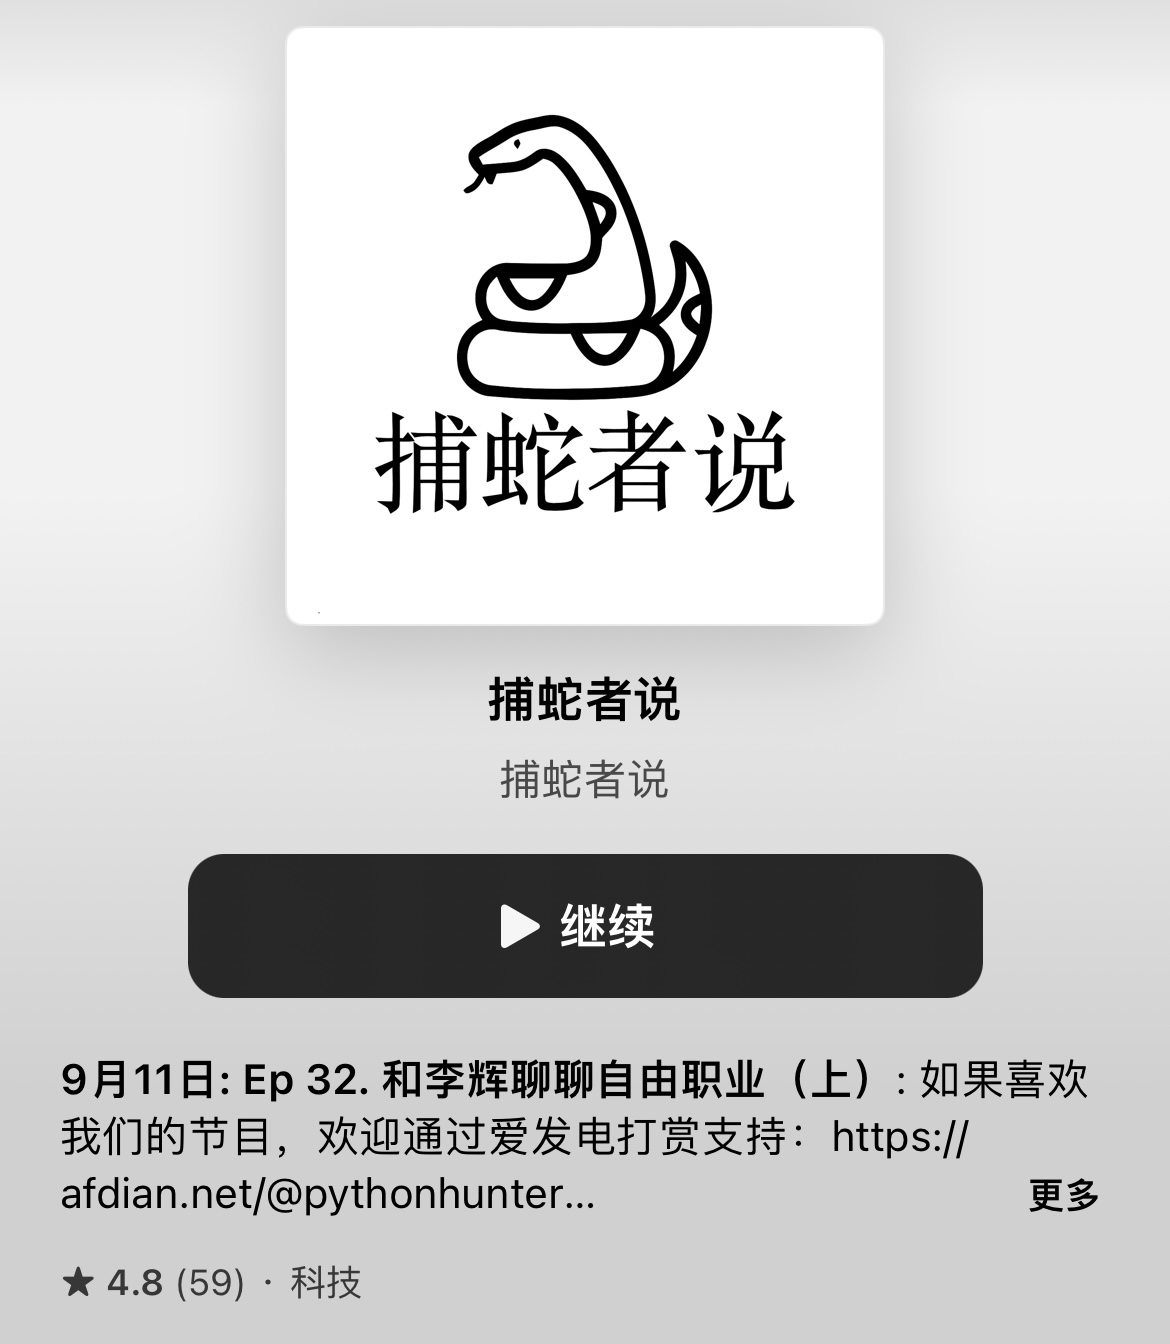 捕蛇者说
捕蛇者说
捕蛇者说
继续
9月11日: Ep 32. 和李辉聊聊自由职业（上）: 如果喜欢
我们的节目，欢迎通过爱发电打赏支持：https://
afdian.net/@pythonhunter... 更多
★ 4.8 (59) · 科技